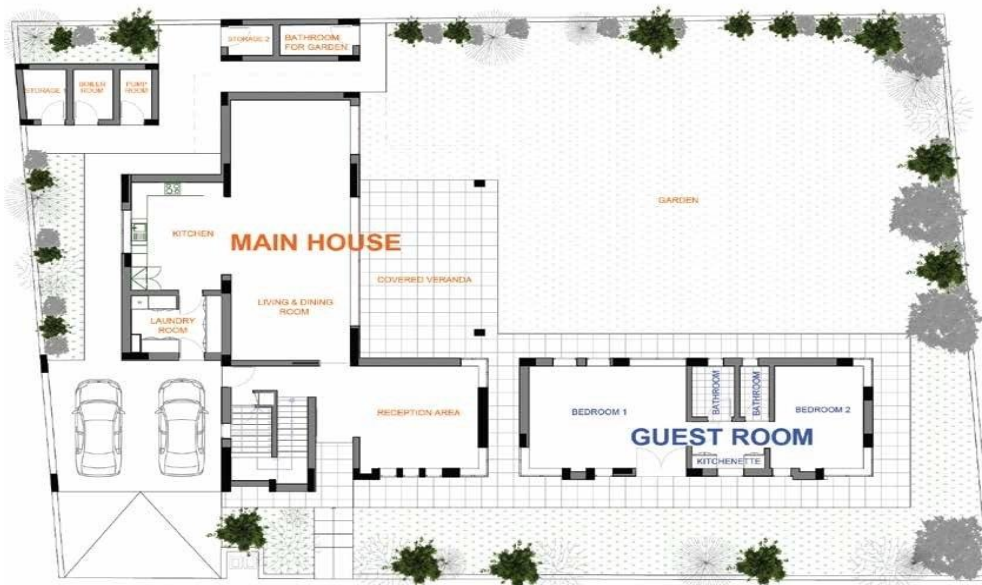 STORAGE 2
BATHROOM
FOR GARDEN
STORAGE 1
BOILER
ROOM
PUMP
ROOM
GARDEN
KITCHEN
MAIN HOUSE
COVERED VERANDA
LIVING & DINING
ROOM
LAUNDRY
ROOM
RECEPTION AREA
BEDROOM 1
BATHROOM
BATHROOM
BEDROOM 2
GUEST ROOM
KITCHENETTE